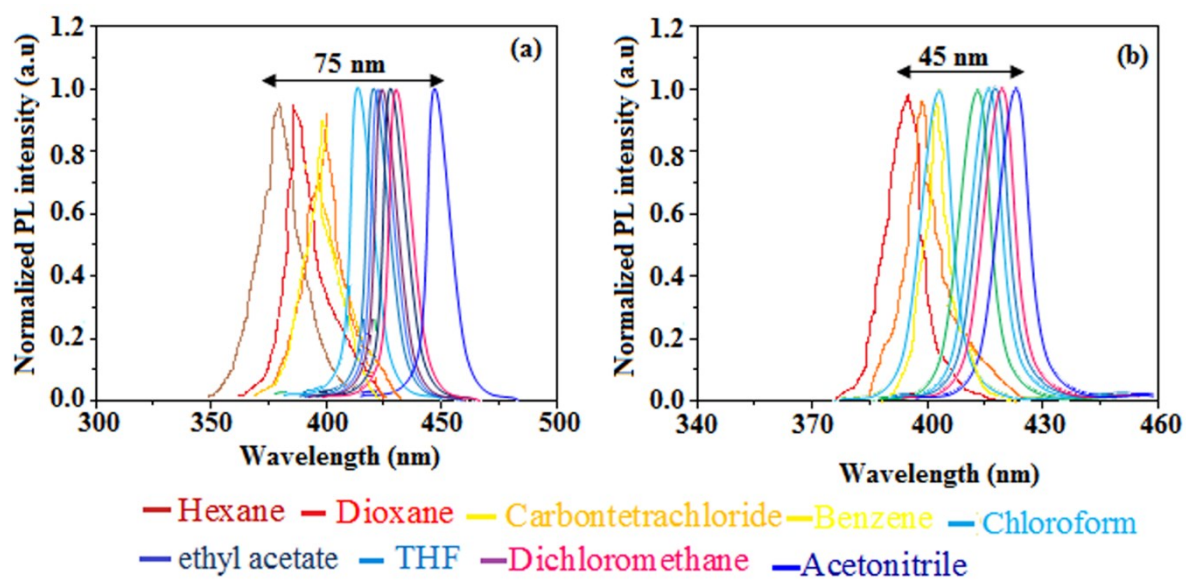 Normalized PL intensity (a.u)
1.2
1.0
0.8
0.6
0.4
0.2
0.0
75 nm
(a)
300 350 400 450 500
Wavelength (nm)
Normalized PL intensity (a.u)
1.2
1.0
0.8
0.6
0.4
0.2
0.0
45 nm
(b)
340 370 400 430 460
Wavelength (nm)
Hexane Dioxane Carbontetrachloride Benzene Chloroform
ethyl acetate THF Dichloromethane Acetonitrile